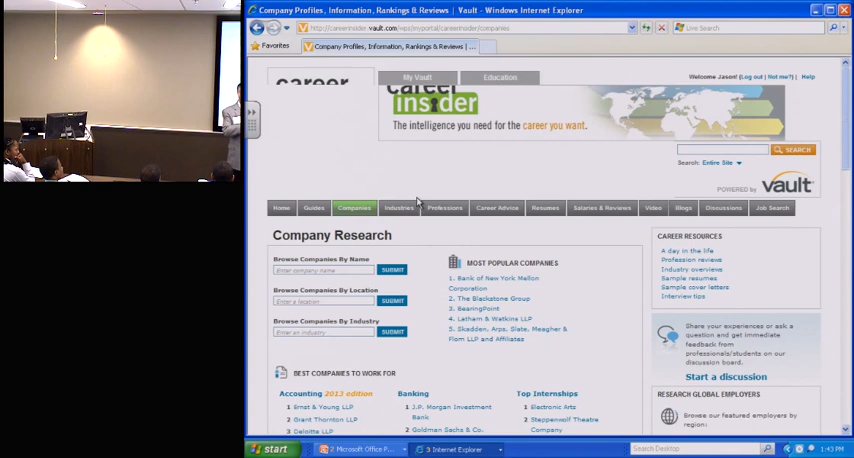 Company Profiles, Information, Rankings & Reviews | Vault - Windows Internet Explorer
http://careerinsider.vault.com/wps/myportal/careerinsider/companies
Live Search
Favorites
Company Profiles, Information, Rankings & Reviews | ...
My Vault
Education
Welcome Jason! (Log out | Not me?) | Help
career
career
insider
The intelligence you need for the career you want.
SEARCH
Search: Entire Site
POWERED BY vault
Home
Guides
Companies
Industries
Professions
Career Advice
Resumes
Salaries & Reviews
Video
Blogs
Discussions
Job Search
Company Research
Browse Companies By Name
Enter company name
SUBMIT
Browse Companies By Location
Enter a location
SUBMIT
Browse Companies By Industry
Enter an industry
SUBMIT
MOST POPULAR COMPANIES
1. Bank of New York Mellon
Corporation
2. The Blackstone Group
3. BearingPoint
4. Latham & Watkins LLP
5. Skadden, Arps, Slate, Meagher &
Flom LLP and Affiliates
CAREER RESOURCES
A day in the life
Profession reviews
Industry overviews
Sample resumes
Sample cover letters
Interview tips
Share your experiences or ask a
question and get immediate
feedback from
professionals/students on our
discussion board.
Start a discussion
RESEARCH GLOBAL EMPLOYERS
Browse our featured employers by
region:
BEST COMPANIES TO WORK FOR
Accounting 2013 edition
1 Ernst & Young LLP
2 Grant Thornton LLP
3 Deloitte LLP
Banking
1 J.P. Morgan Investment
Bank
2 Goldman Sachs & Co.
Top Internships
1 Electronic Arts
2 Steppenwolf Theatre
Company
start
2 Microsoft Office P...
3 Internet Explorer
Search Desktop
1:43 PM